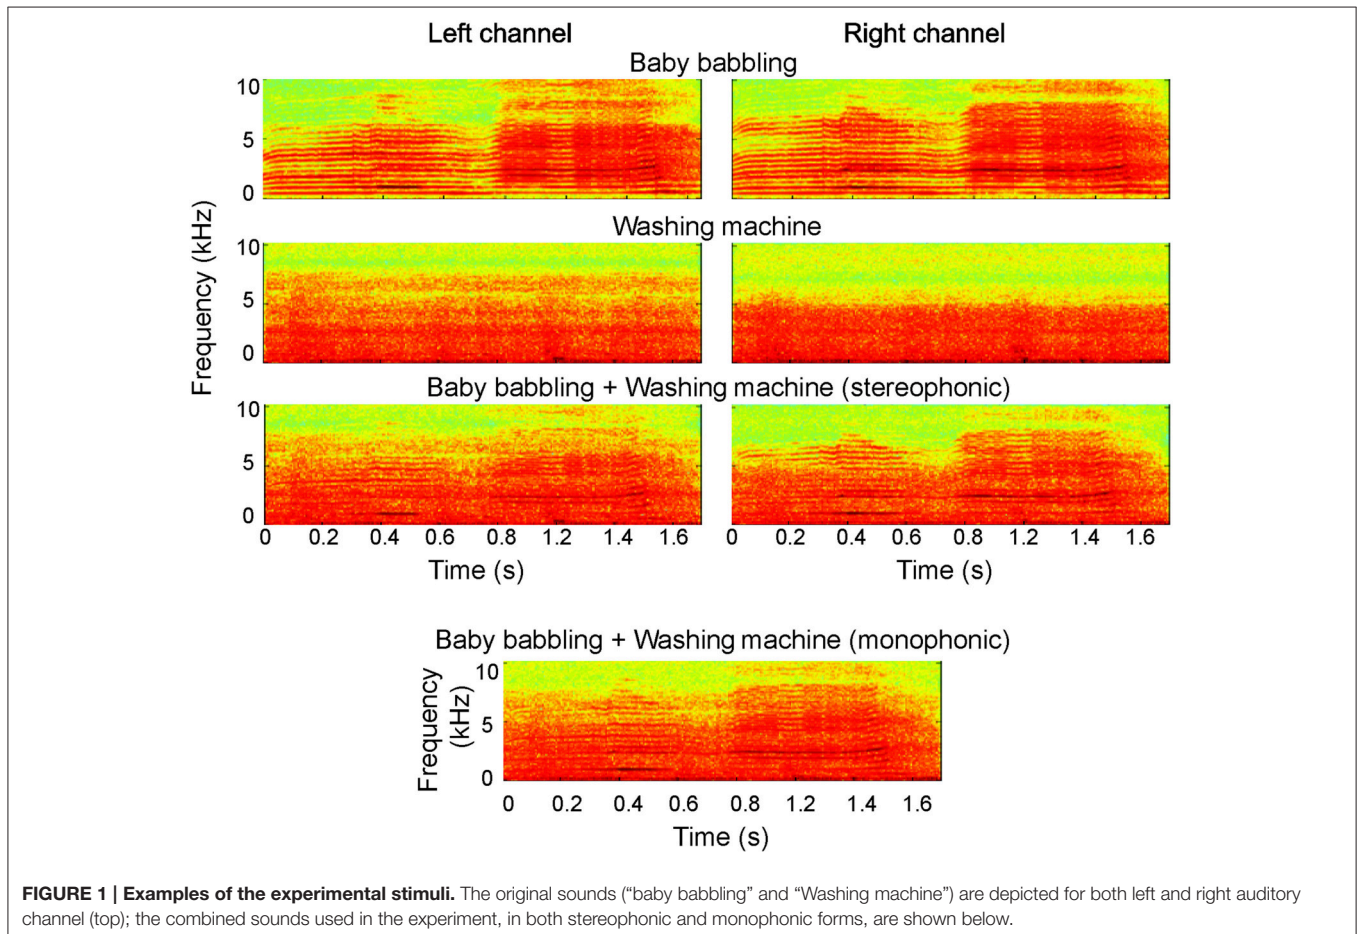 Left channel
Right channel
Baby babbling
10
5
0
Washing machine
10
5
0
Frequency (kHz)
Baby babbling + Washing machine (stereophonic)
10
5
0
0 0.2 0.4 0.6 0.8 1.2 1.4 1.6
0 0.2 0.4 0.6 0.8 1.2 1.4 1.6
Time (s)
Time (s)
Baby babbling + Washing machine (monophonic)
Frequency
(kHz)
10
5
0
0 0.2 0.4 0.6 0.8 1.2 1.4 1.6
Time (s)
FIGURE 1 | Examples of the experimental stimuli. The original sounds (“baby babbling” and “Washing machine”) are depicted for both left and right auditory
channel (top); the combined sounds used in the experiment, in both stereophonic and monophonic forms, are shown below.